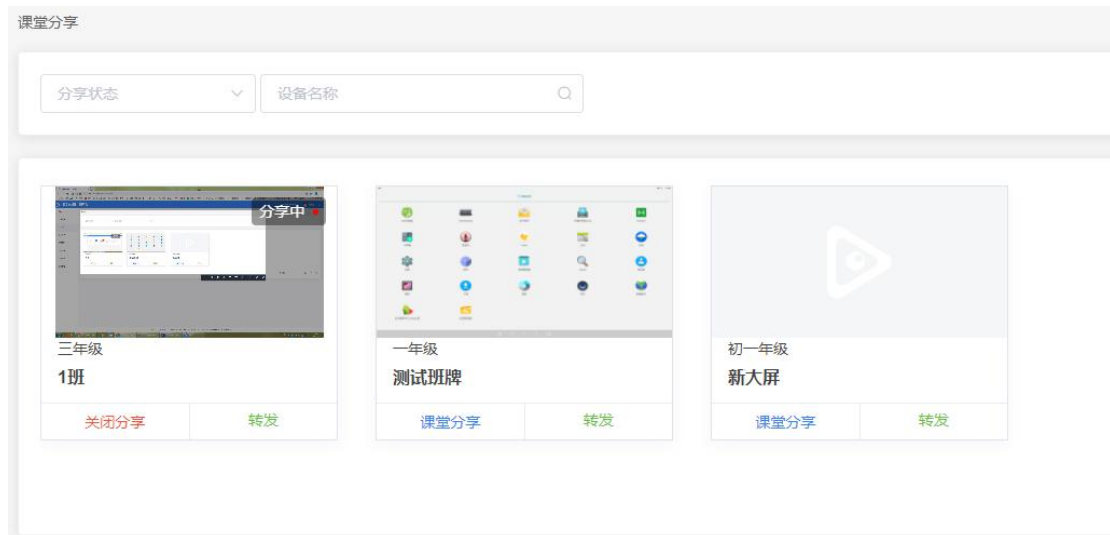 课堂分享
分享状态 设备名称
分享中
三年级 一年级 初一年级
1班 测试班牌 新大屏
关闭分享 转发 课堂分享 转发 课堂分享 转发